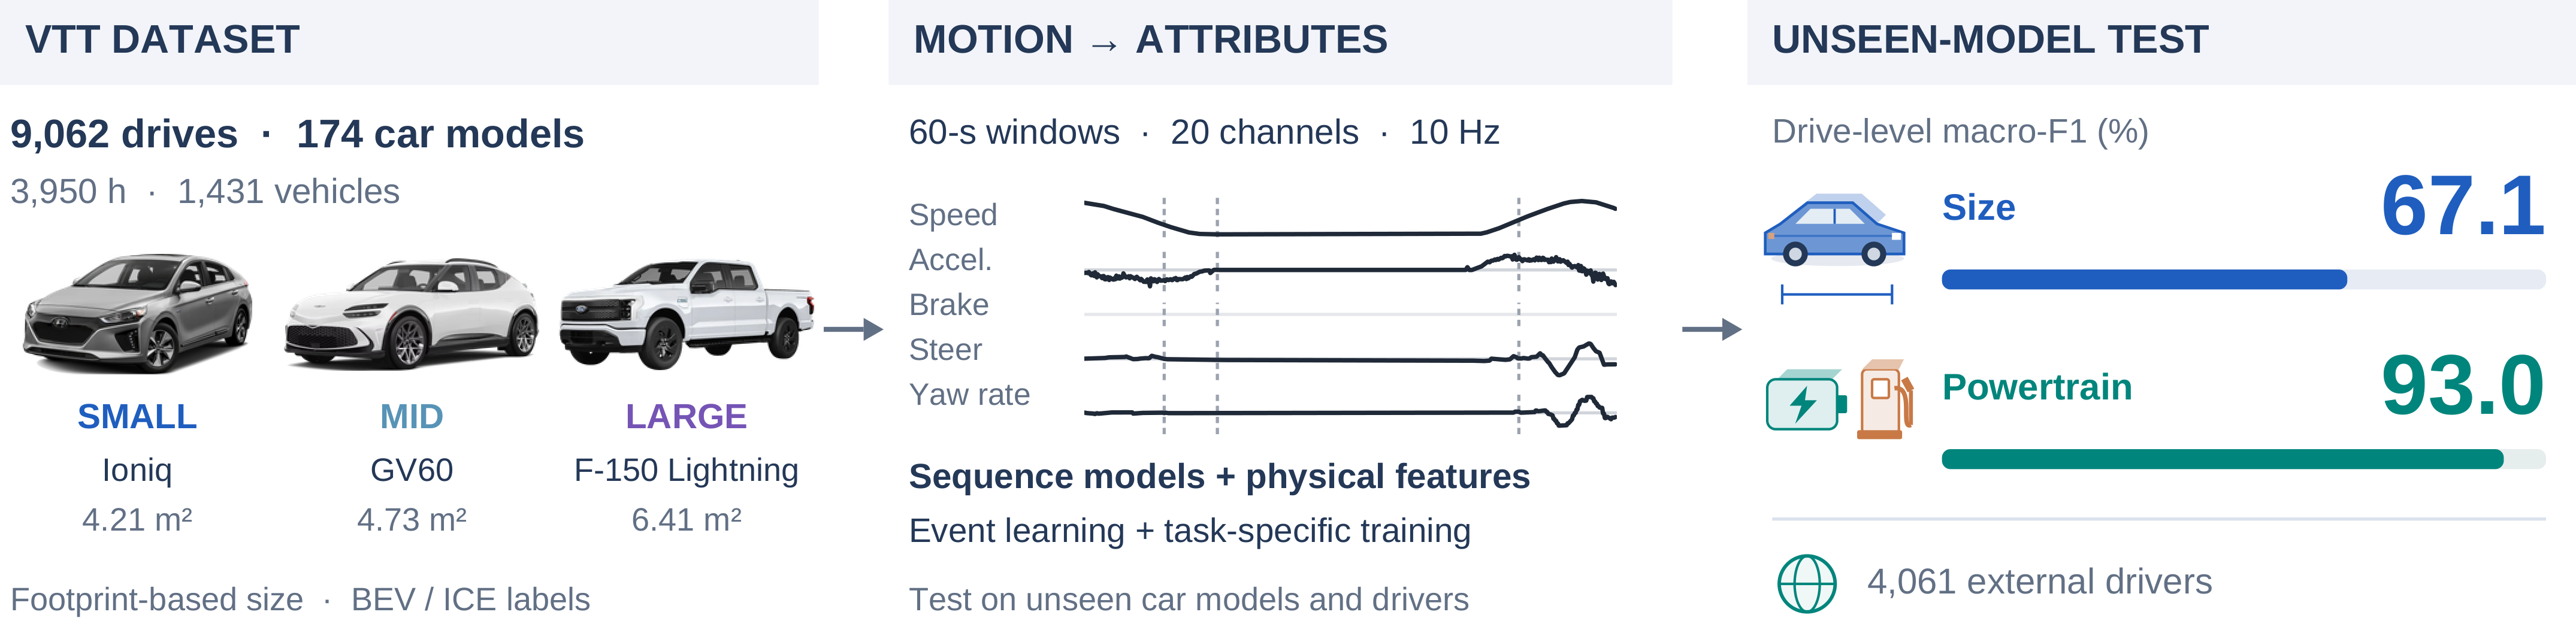 VTT DATASET
9,062 drives · 174 car models
3,950 h · 1,431 vehicles
SMALL
MID
LARGE
Ioniq
GV60
F-150 Lightning
4.21 m²
4.73 m²
6.41 m²
Footprint-based size · BEV / ICE labels
MOTION → ATTRIBUTES
60-s windows · 20 channels · 10 Hz
Speed
Accel.
Brake
Steer
Yaw rate
Sequence models + physical features
Event learning + task-specific training
Test on unseen car models and drivers
UNSEEN-MODEL TEST
Drive-level macro-F1 (%)
Size
67.1
Powertrain
93.0
4,061 external drivers